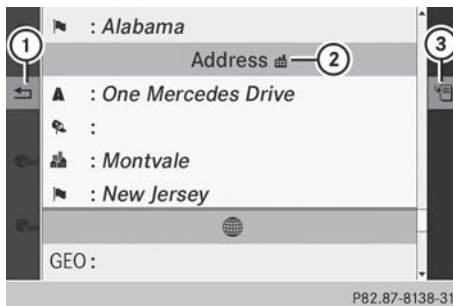 : Alabama
1
3
Address
2
A : One Mercedes Drive
:
: Montvale
: New Jersey
GEO:
P82.87-8138-31